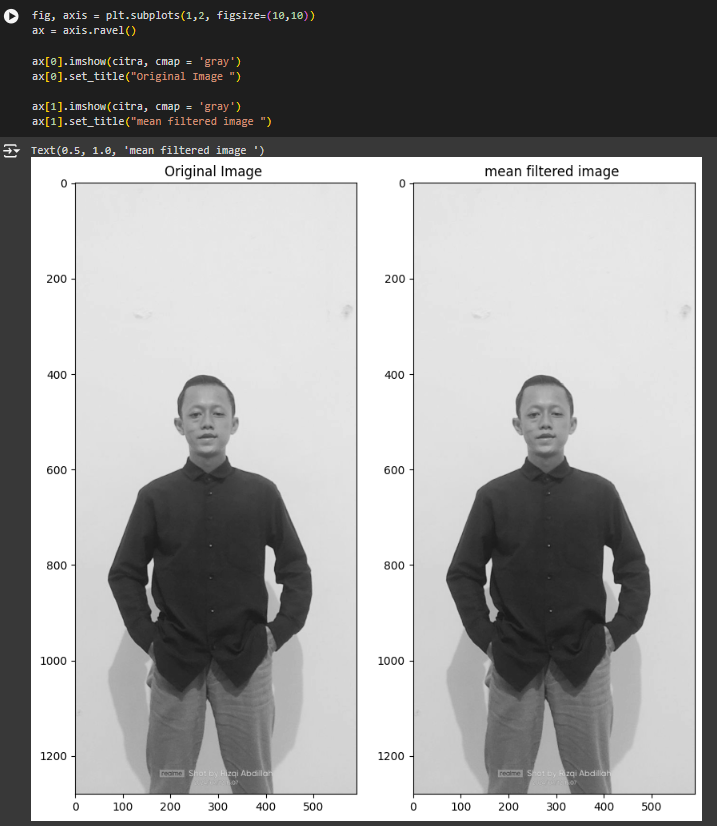 fig, axis = plt.subplots(1,2, figsize=(10,10))
ax = axis.ravel()
ax[0].imshow(citra, cmap = 'gray')
ax[0].set_title("Original Image ")
ax[1].imshow(citra, cmap = 'gray')
ax[1].set_title("mean filtered image ")
Text(0.5, 1.0, 'mean filtered image ')
Original Image
mean filtered image
0
200
400
600
800
1000
1200
0 100 200 300 400 500
0
200
400
600
800
1000
1200
0 100 200 300 400 500
realme Shot by Rizqi Abdillah
realme Shot by Rizqi Abdillah